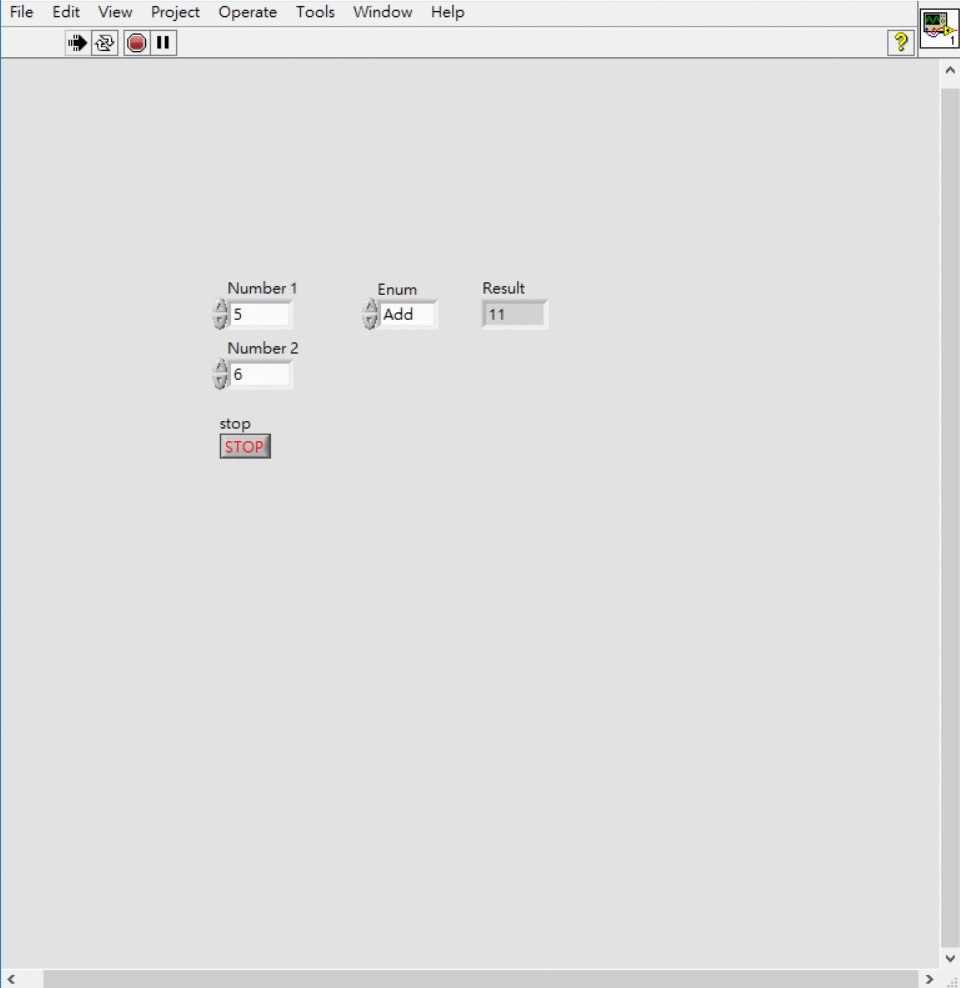 File Edit View Project Operate Tools Window Help
?
1
Number 1 Enum Result
5 Add 11
Number 2
6
stop
STOP